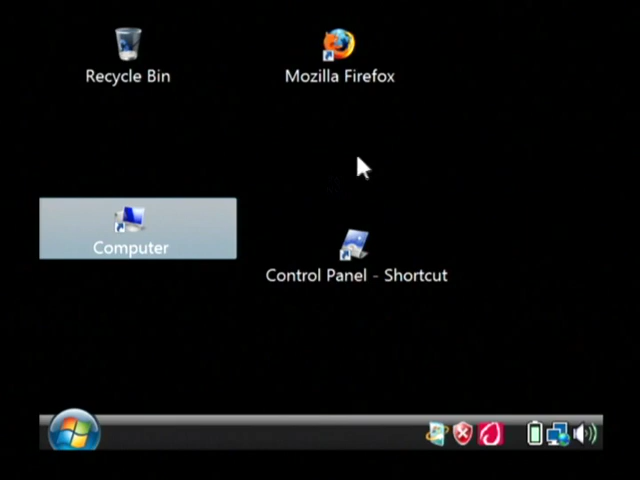 Recycle Bin
Mozilla Firefox
Computer
Control Panel - Shortcut